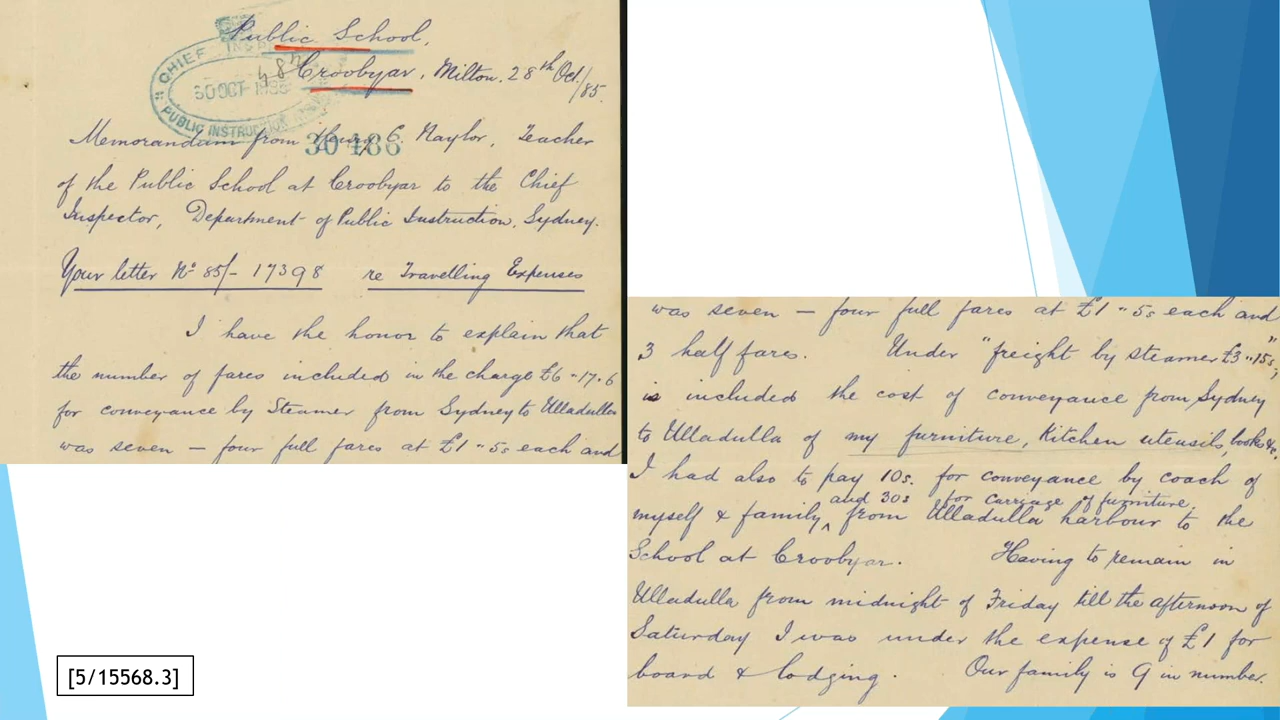 Public School,
Croobyar, Milton. 28th Oct/85.
CHIEF INSP
30 OCT 1885
PUBLIC INSTRUCTION
30486
Memorandum from Henry C Naylor, Teacher
of the Public School at Croobyar to the Chief
Inspector, Department of Public Instruction, Sydney.
Your letter No 85/- 17398 re Travelling Expenses
I have the honor to explain that
the number of fares included in the charge £6-17.6
for conveyance by Steamer from Sydney to Ulladulla
was seven — four full fares at £1"5s each and
was seven — four full fares at £1"5s each and
3 half fares. Under "freight by steamer £3"15s,"
is included the cost of conveyance from Sydney
to Ulladulla of my furniture, Kitchen utensils, books &c.
I had also to pay 10s. for conveyance by coach of
and 30s for carriage of furniture.
myself & family ^ from Ulladulla harbour to the
School at Croobyar. Having to remain in
Ulladulla from midnight of Friday till the afternoon of
Saturday I was under the expense of £1 for
board & lodging. Our family is 9 in number.
[5/15568.3]